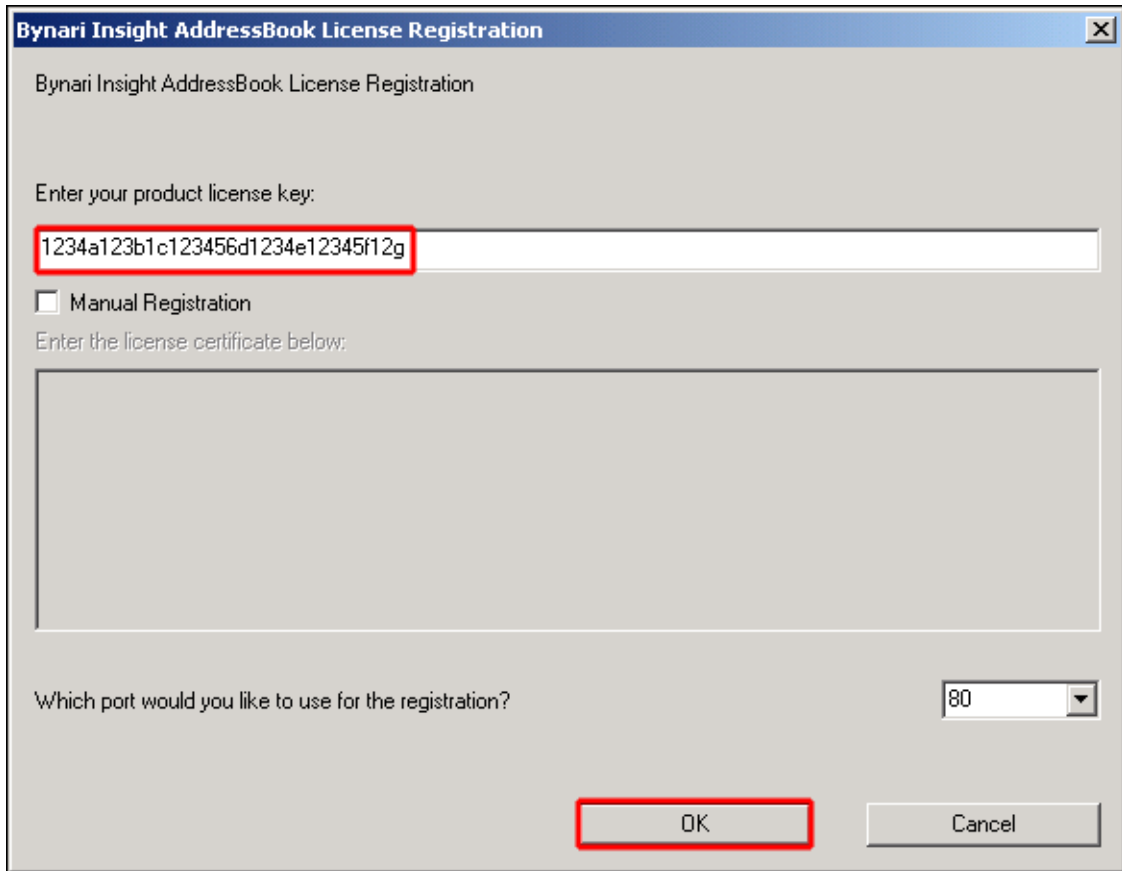 Bynari Insight AddressBook License Registration
Bynari Insight AddressBook License Registration
Enter your product license key:
1234a123b1c123456d1234e12345f12g
Manual Registration
Enter the license certificate below:
Which port would you like to use for the registration? 80
OK Cancel